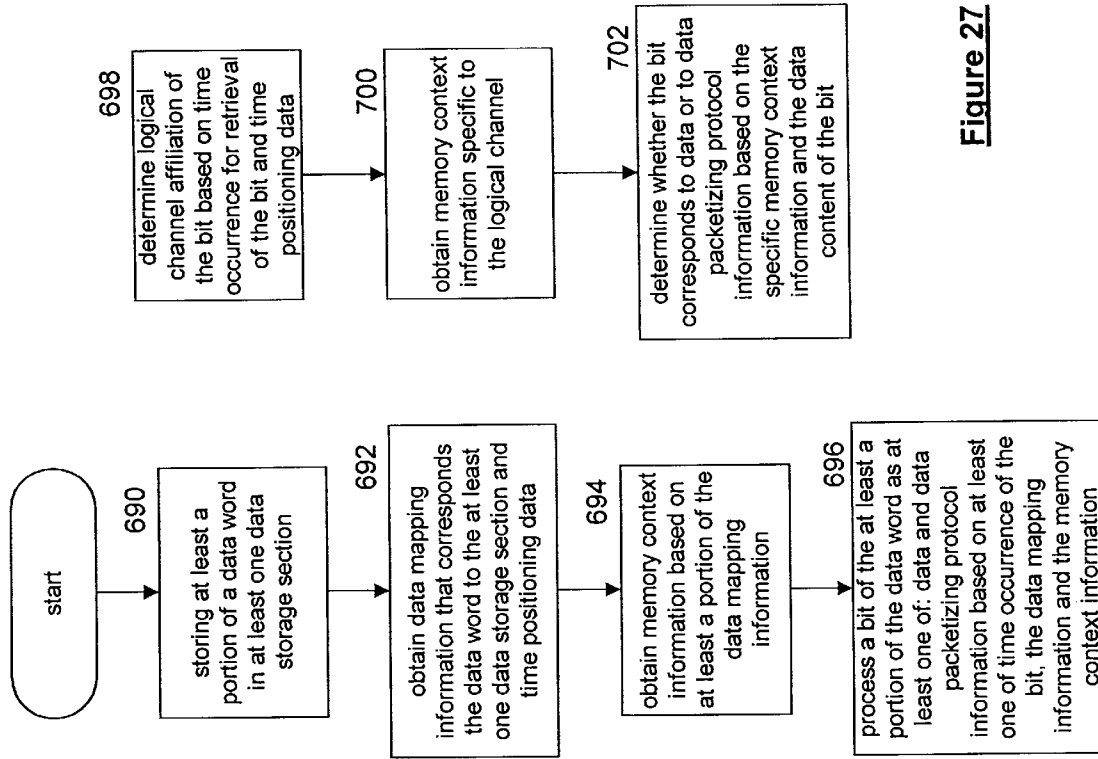 start
690
storing at least a
portion of a data word
in at least one data
storage section
692
obtain data mapping
information that corresponds
the data word to the at least
one data storage section and
time positioning data
694
obtain memory context
information based on
at least a portion of the
data mapping
information
696
process a bit of the at least a
portion of the data word as at
least one of: data and data
packetizing protocol
information based on at least
one of time occurrence of the
bit, the data mapping
information and the memory
context information
698
determine logical
channel affiliation of
the bit based on time
occurrence for retrieval
of the bit and time
positioning data
700
obtain memory context
information specific to
the logical channel
702
determine whether the bit
corresponds to data or to data
packetizing protocol
information based on the
specific memory context
information and the data
content of the bit
Figure 27